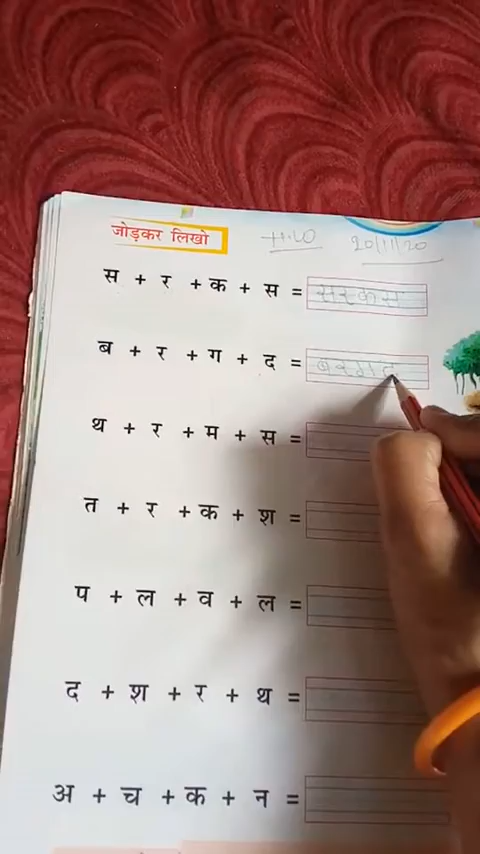 जोड़कर लिखो H.W 20/11/20
स + र + क + स = सरकस
ब + र + ग + द = बरगद
थ + र + म + स =
त + र + क + श =
प + ल + व + ल =
द + श + र + थ =
अ + च + क + न =